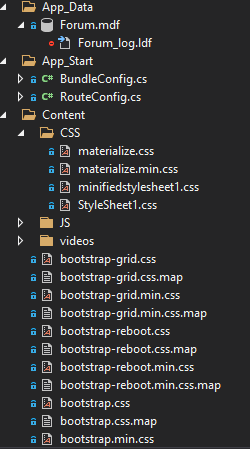 App_Data
Forum.mdf
Forum_log.ldf
App_Start
C# BundleConfig.cs
C# RouteConfig.cs
Content
CSS
materialize.css
materialize.min.css
minifiedstylesheet1.css
StyleSheet1.css
JS
videos
bootstrap-grid.css
bootstrap-grid.css.map
bootstrap-grid.min.css
bootstrap-grid.min.css.map
bootstrap-reboot.css
bootstrap-reboot.css.map
bootstrap-reboot.min.css
bootstrap-reboot.min.css.map
bootstrap.css
bootstrap.css.map
bootstrap.min.css